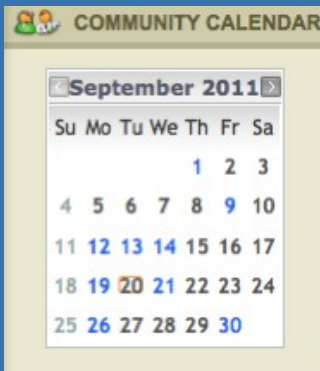 COMMUNITY CALENDAR
September 2011
Su Mo Tu We Th Fr Sa
1 2 3
4 5 6 7 8 9 10
11 12 13 14 15 16 17
18 19 20 21 22 23 24
25 26 27 28 29 30